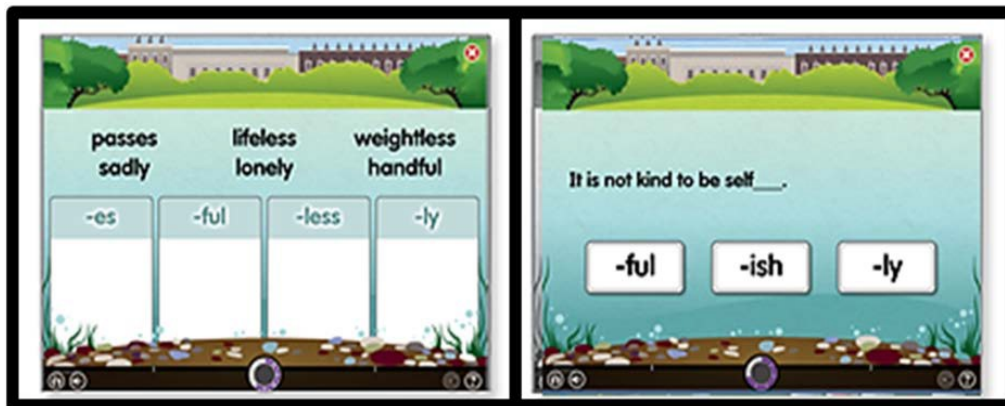 passes lifeless weightless
sadly lonely handful
-es -ful -less -ly
It is not kind to be self___.
-ful -ish -ly